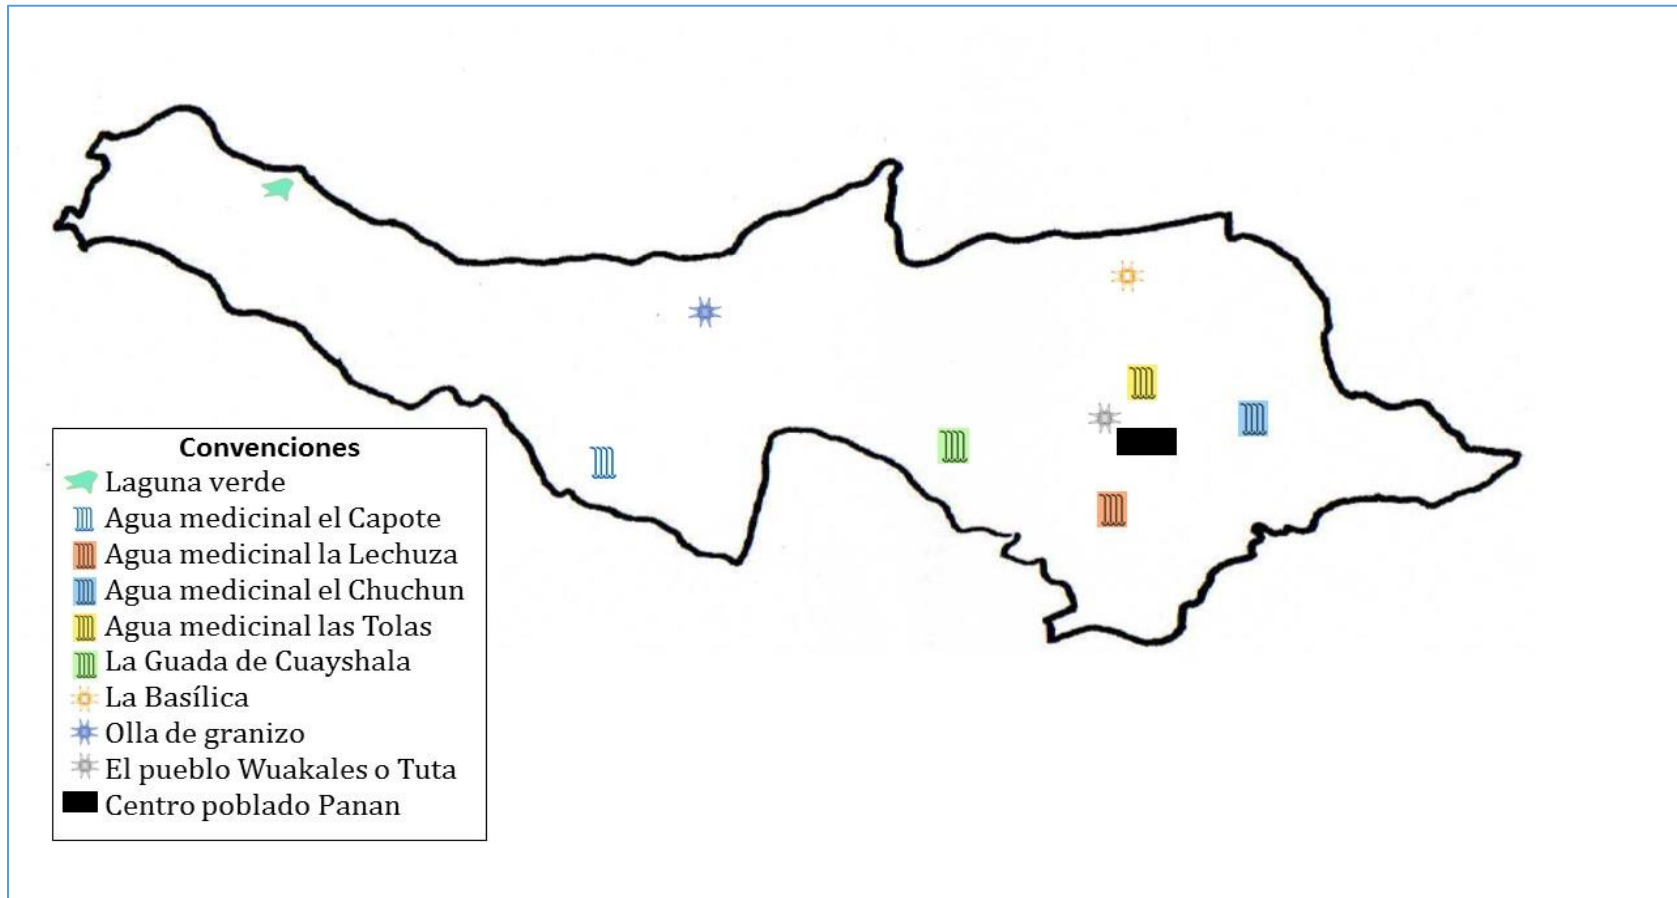 Convenciones
Laguna verde
Agua medicinal el Capote
Agua medicinal la Lechuza
Agua medicinal el Chuchun
Agua medicinal las Tolas
La Guada de Cuayshala
La Basílica
Olla de granizo
El pueblo Wuakales o Tuta
Centro poblado Panan